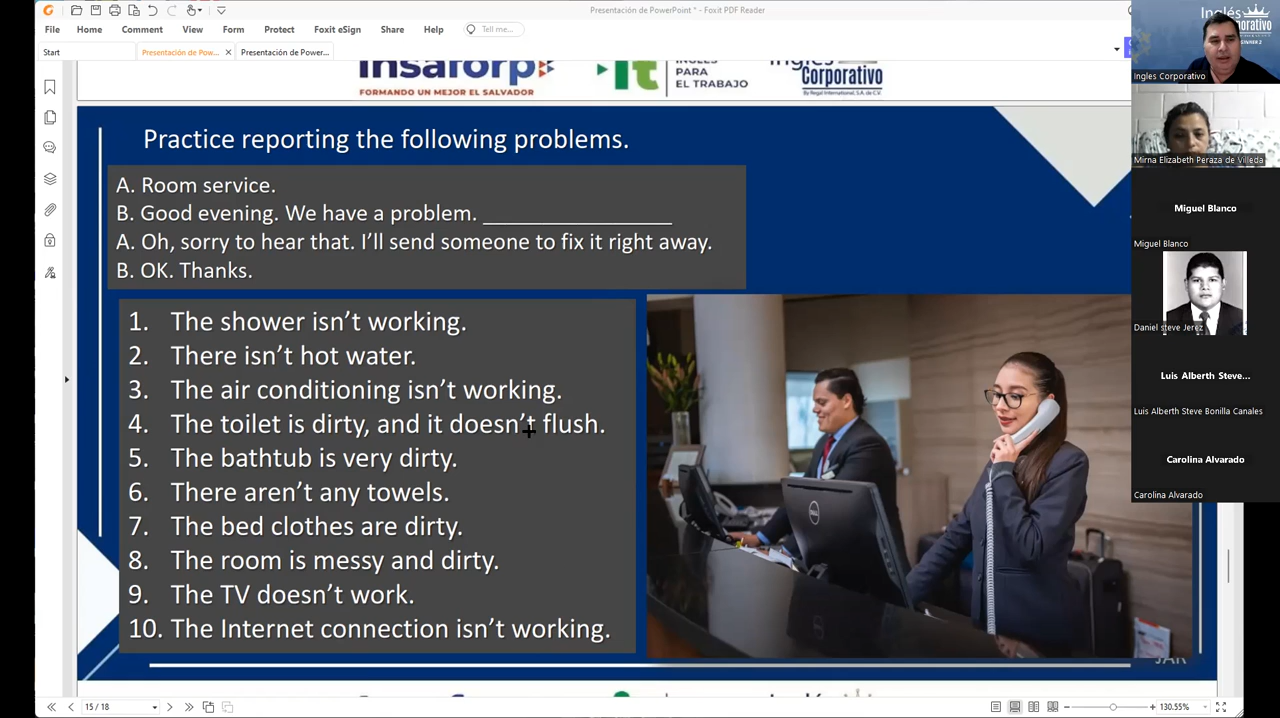 Presentación de PowerPoint * - Foxit PDF Reader
File Home Comment View Form Protect Foxit eSign Share Help Tell me...
Start Presentación de Pow... Presentación de Power...
Insaforp
FORMANDO UN MEJOR EL SALVADOR
it
INGLÉS
PARA
EL TRABAJO
Inglés
Corporativo
By Regal International, S.A. de C.V.
Practice reporting the following problems.
A. Room service.
B. Good evening. We have a problem. __________________
A. Oh, sorry to hear that. I’ll send someone to fix it right away.
B. OK. Thanks.
1. The shower isn’t working.
2. There isn’t hot water.
3. The air conditioning isn’t working.
4. The toilet is dirty, and it doesn’t flush.
5. The bathtub is very dirty.
6. There aren’t any towels.
7. The bed clothes are dirty.
8. The room is messy and dirty.
9. The TV doesn’t work.
10. The Internet connection isn’t working.
DELL
JAR
15 / 18
130.55%
Inglés
Corporativo
Ingles Corporativo
Mirna Elizabeth Peraza de Villeda
Miguel Blanco
Miguel Blanco
Daniel steve Jerez
Luis Alberth Steve...
Luis Alberth Steve Bonilla Canales
Carolina Alvarado
Carolina Alvarado